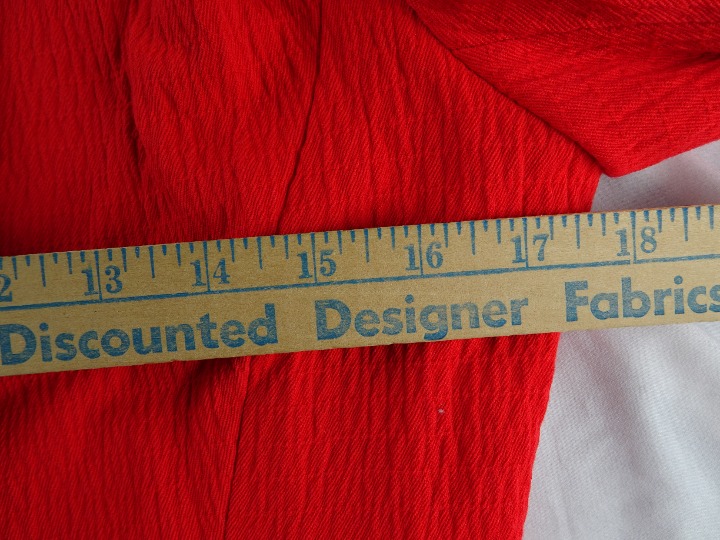 2 13 14 15 16 17 18
Discounted Designer Fabrics